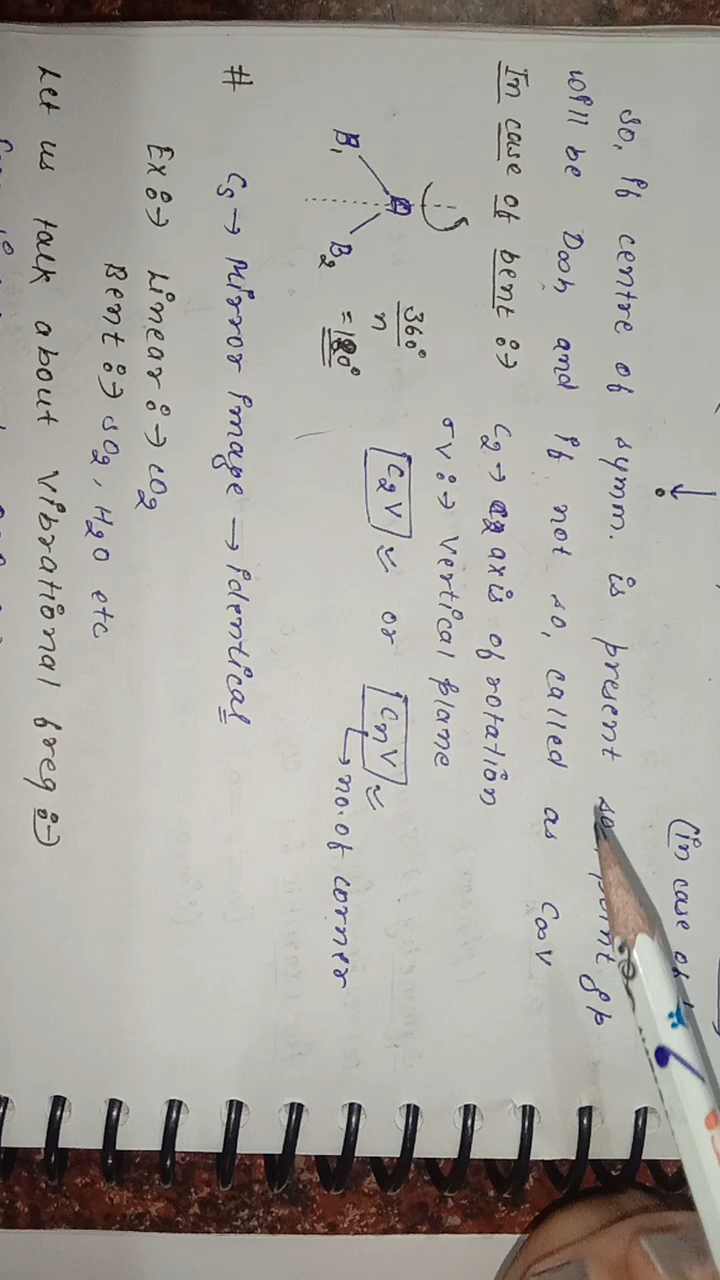 (in case of
so, if centre of symm. is present so, point gp
will be D∞h and if not so, called as C∞v
In case of bent :→ C2 → axis of rotation
σv :→ vertical plane
360°
n
= 180°
B1 B2
C2V or CnV
→ no. of corner
# Cs → Mirror image → identical
Ex :→ Linear :→ CO2
Bent :→ SO2, H2O etc
Let us talk about vibrational freq :→